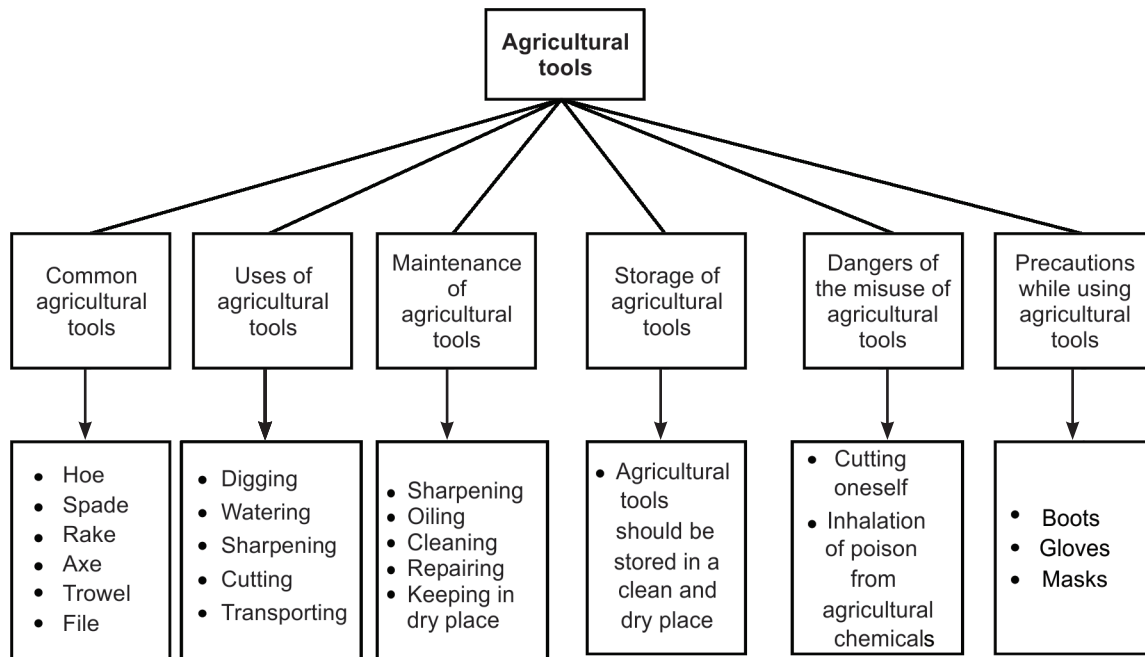 Agricultural
tools
Common
agricultural
tools
Uses of
agricultural
tools
Maintenance
of
agricultural
tools
Storage of
agricultural
tools
Dangers of
the misuse of
agricultural
tools
Precautions
while using
agricultural
tools
• Hoe
• Spade
• Rake
• Axe
• Trowel
• File
• Digging
• Watering
• Sharpening
• Cutting
• Transporting
• Sharpening
• Oiling
• Cleaning
• Repairing
• Keeping in
dry place
• Agricultural
tools
should be
stored in a
clean and
dry place
• Cutting
oneself
• Inhalation
of poison
from
agricultural
chemicals
• Boots
• Gloves
• Masks